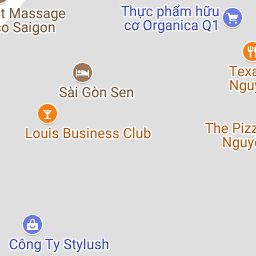 t Massage
co Saigon
Thực phẩm hữu
cơ Organica Q1
Texa
Nguy
Sài Gòn Sen
Louis Business Club
The Pizz
Nguye
Công Ty Stylush